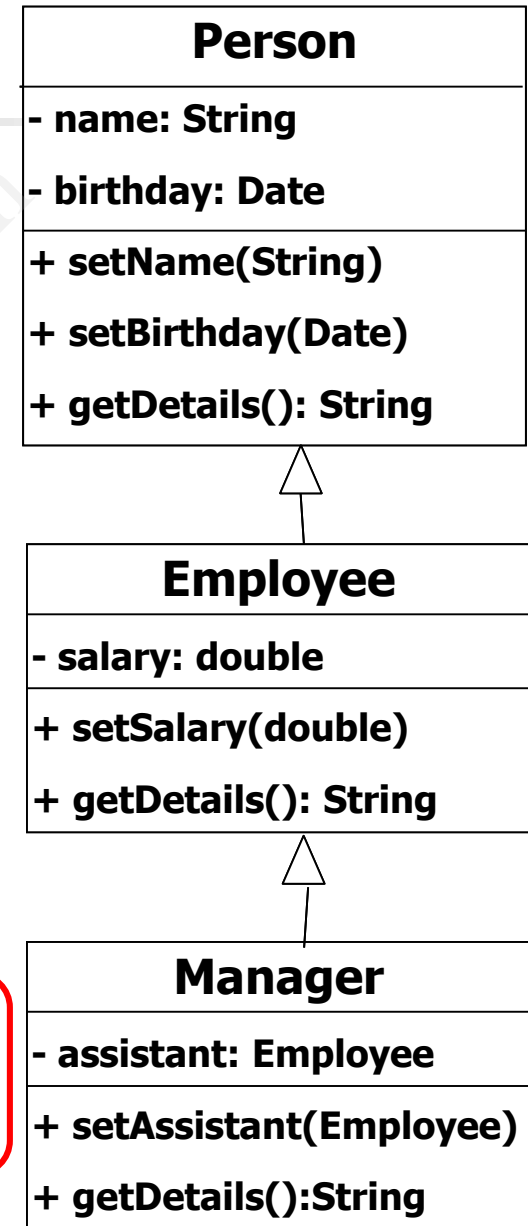 Person
- name: String
- birthday: Date
+ setName(String)
+ setBirthday(Date)
+ getDetails(): String
Employee
- salary: double
+ setSalary(double)
+ getDetails(): String
Manager
- assistant: Employee
+ setAssistant(Employee)
+ getDetails():String